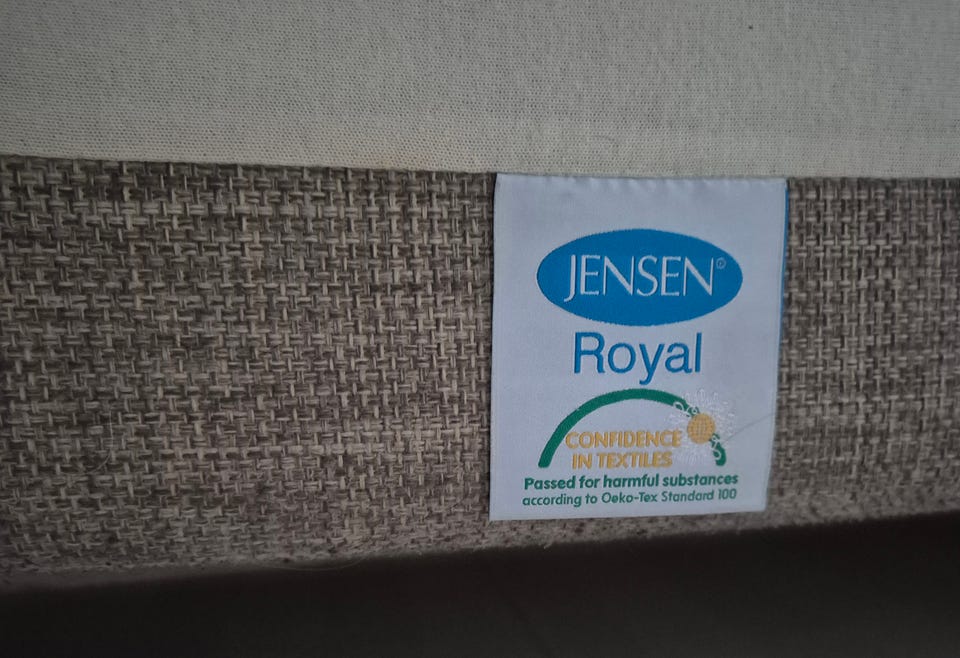 JENSEN®
Royal
CONFIDENCE
IN TEXTILES
Passed for harmful substances
according to Oeko-Tex Standard 100